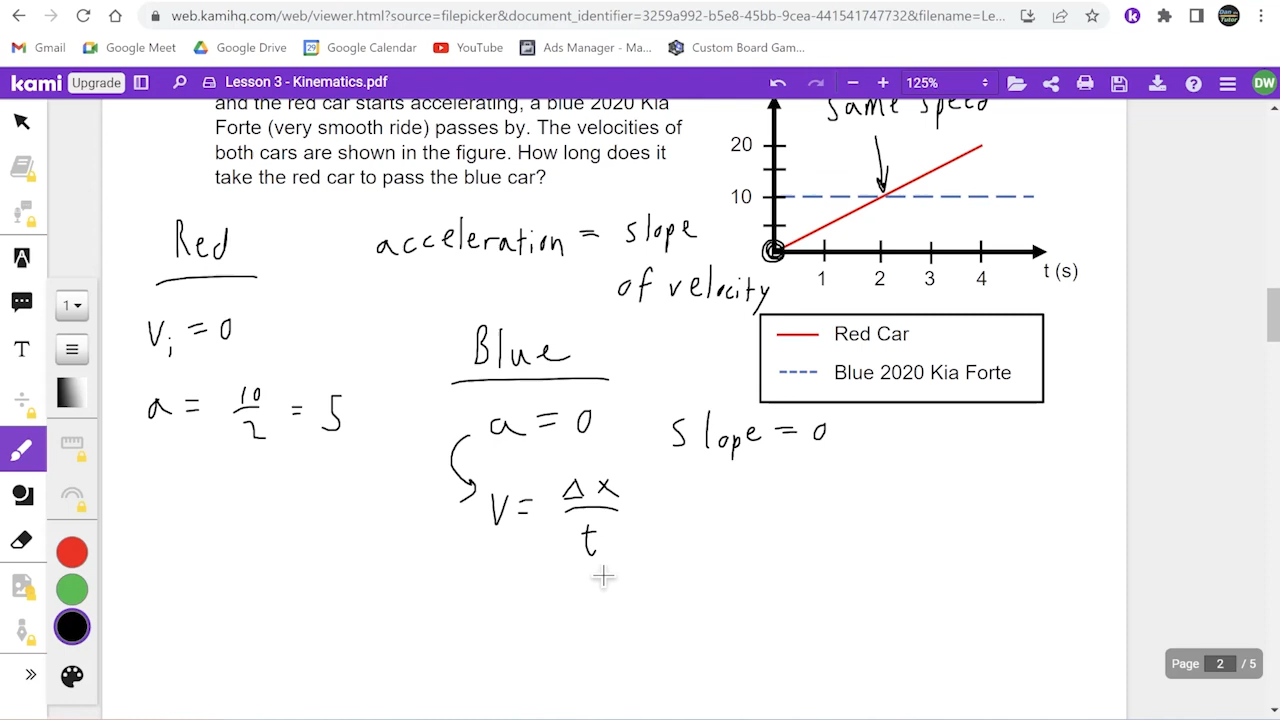 web.kamihq.com/web/viewer.html?source=filepicker&document_identifier=3259a992-b5e8-45bb-9cea-441541747732&filename=Le...
Gmail Google Meet Google Drive Google Calendar YouTube Ads Manager - Ma... Custom Board Gam...
kami Upgrade Lesson 3 - Kinematics.pdf 125% DW
and the red car starts accelerating, a blue 2020 Kia
Forte (very smooth ride) passes by. The velocities of
both cars are shown in the figure. How long does it
take the red car to pass the blue car?
same speed
20
10
1 2 3 4
t (s)
Red Car
Blue 2020 Kia Forte
Red
v_i = 0
a = 10/2 = 5
acceleration = slope
of velocity
Blue
a = 0 slope = 0
V = Δx/t
T
1
Page 2 / 5